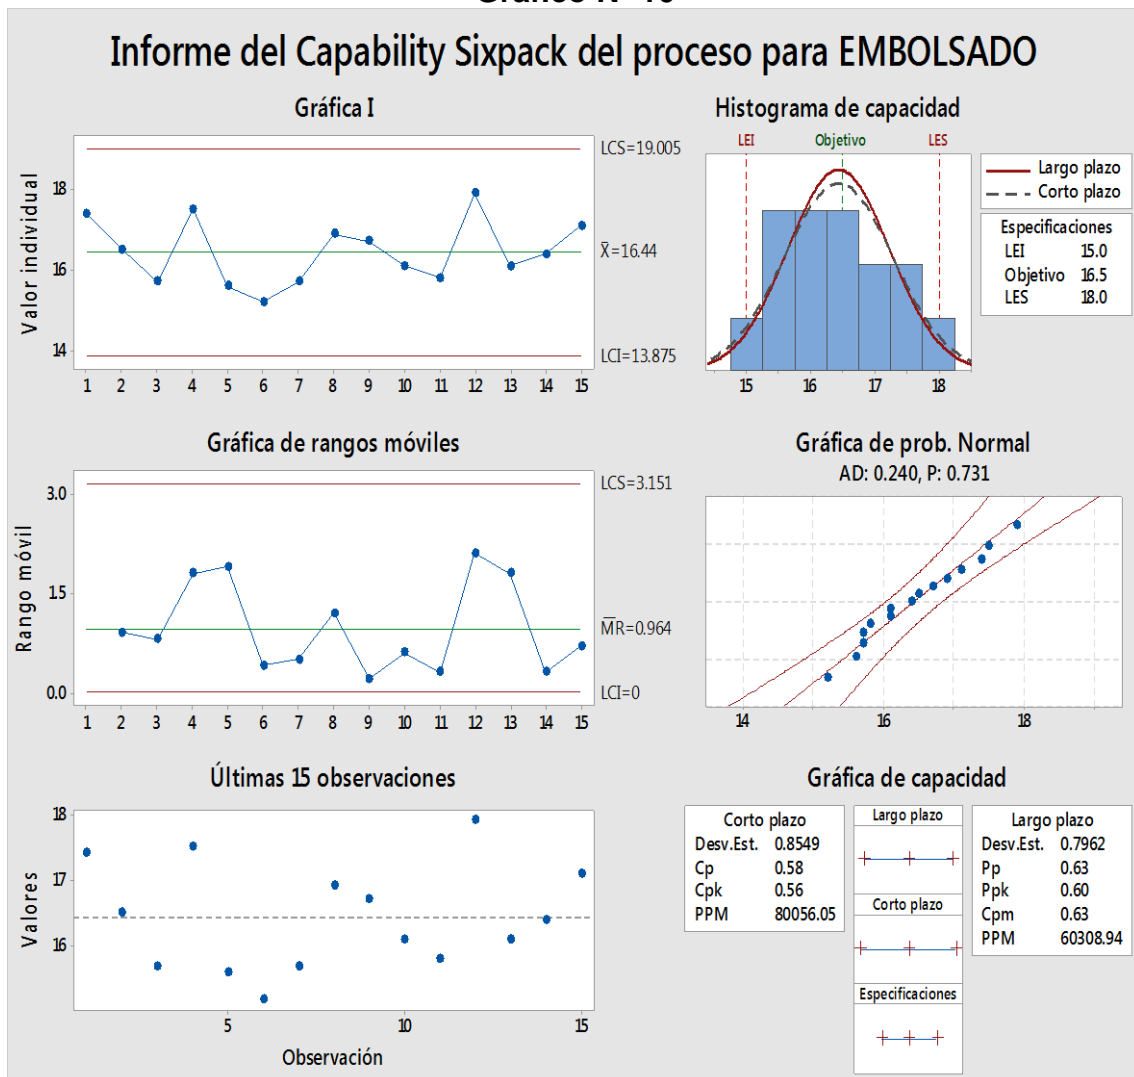 Informe del Capability Sixpack del proceso para EMBOLSADO
Gráfica I
Valor individual
18
16
14
LCS=19.005
X̄=16.44
LCI=13.875
1 2 3 4 5 6 7 8 9 10 11 12 13 14 15
Histograma de capacidad
LEI Objetivo LES
15 16 17 18
Largo plazo
Corto plazo
Especificaciones
LEI 15.0
Objetivo 16.5
LES 18.0
Gráfica de rangos móviles
Rango móvil
3.0
1.5
0.0
LCS=3.151
M̄R=0.964
LCI=0
1 2 3 4 5 6 7 8 9 10 11 12 13 14 15
Gráfica de prob. Normal
AD: 0.240, P: 0.731
14 16 18
Últimas 15 observaciones
Valores
18
17
16
5 10 15
Observación
Gráfica de capacidad
Corto plazo
Desv.Est. 0.8549
Cp 0.58
Cpk 0.56
PPM 80056.05
Largo plazo
Corto plazo
Especificaciones
Largo plazo
Desv.Est. 0.7962
Pp 0.63
Ppk 0.60
Cpm 0.63
PPM 60308.94